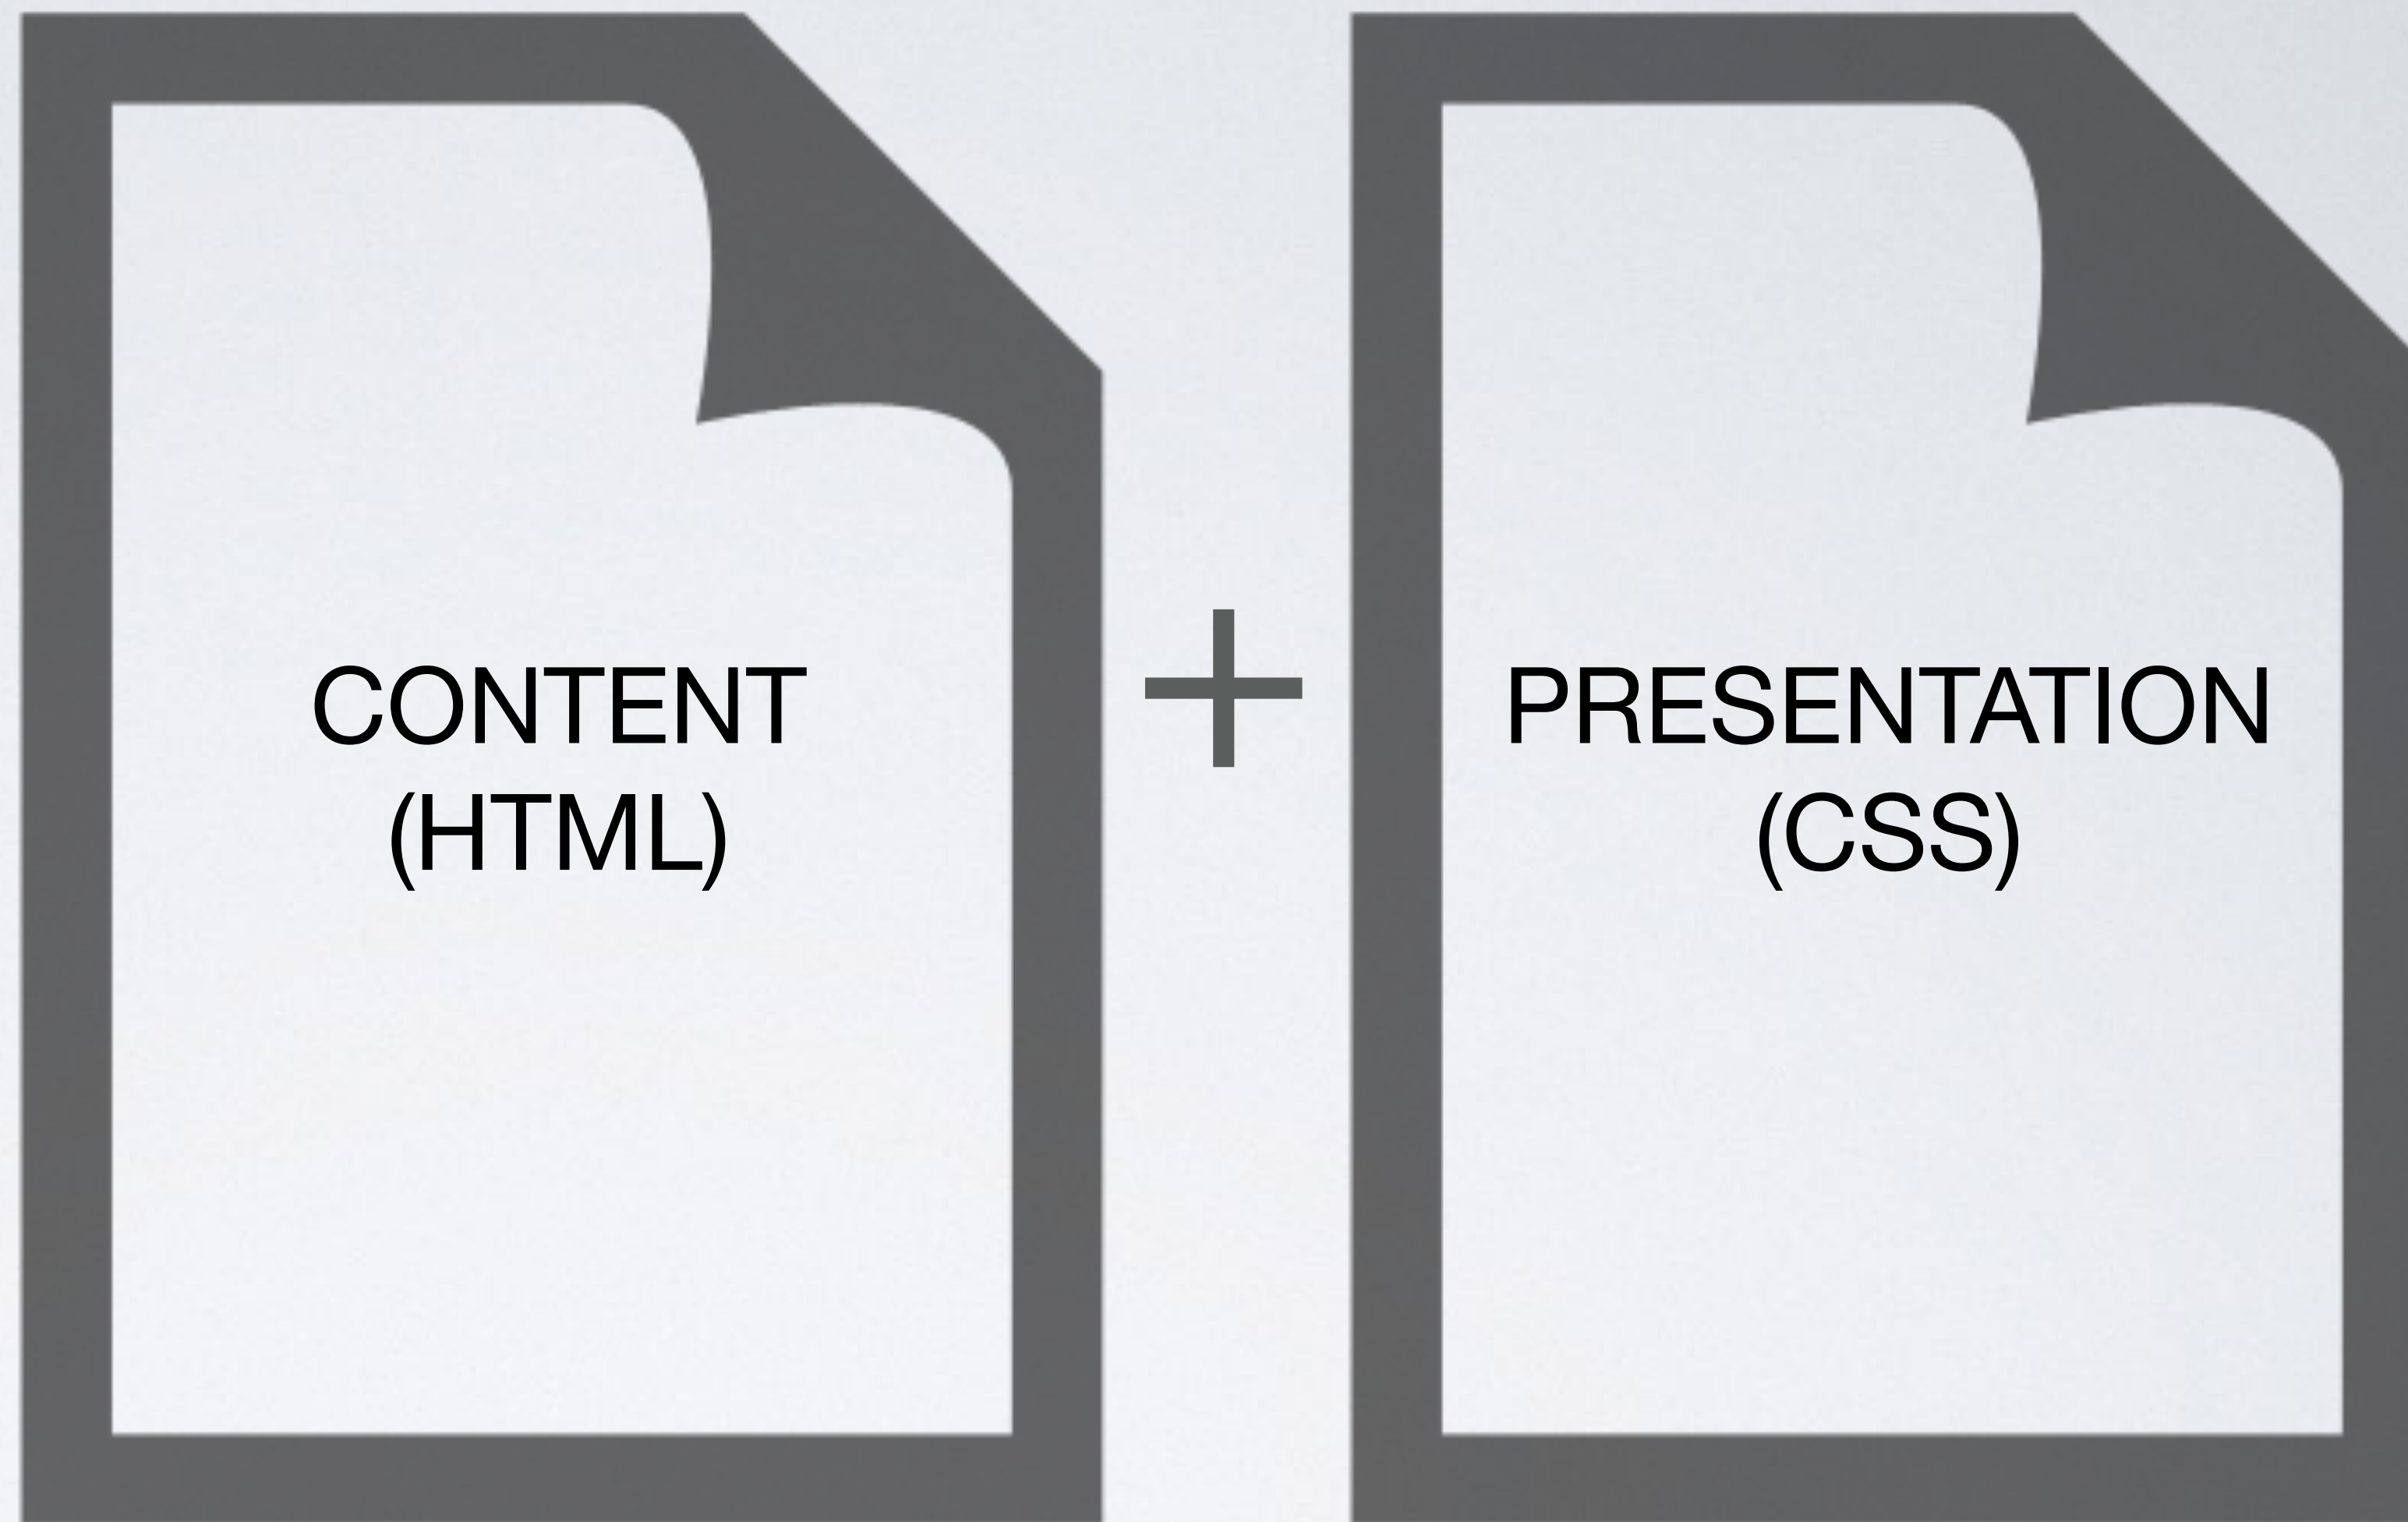 CONTENT
(HTML)
+
PRESENTATION
(CSS)